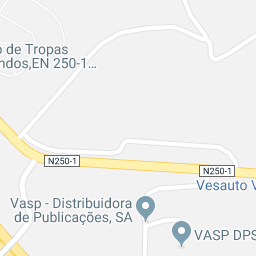 de Tropas
ndos,EN 250-1...
N250-1
N250-1
Vesauto V
Vasp - Distribuidora
de Publicações, SA
VASP DPS